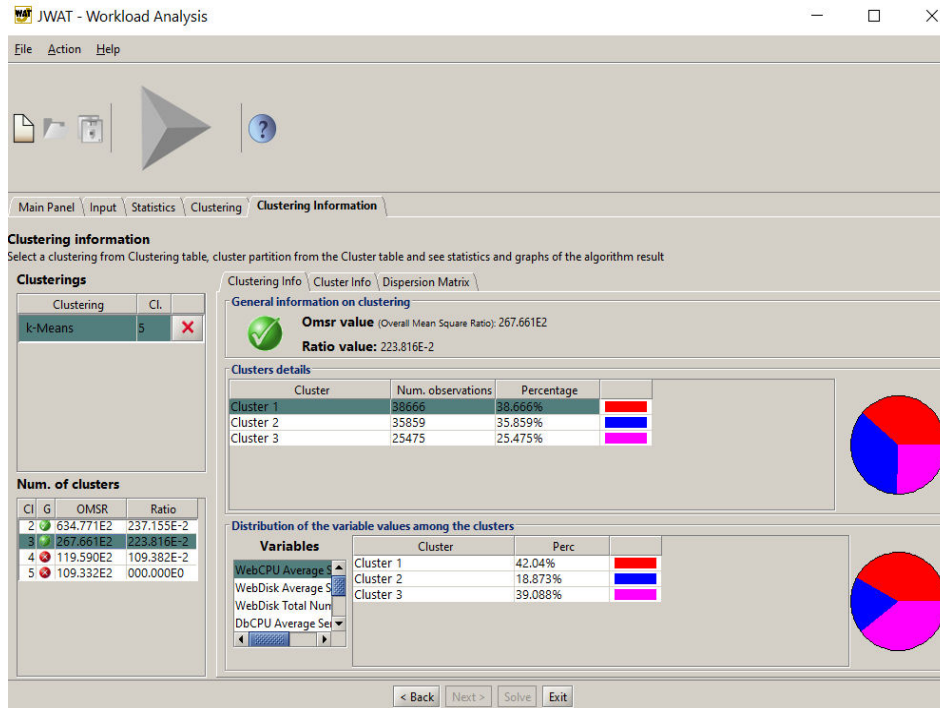 JWAT - Workload Analysis
File Action Help
Main Panel Input Statistics Clustering Clustering Information
Clustering information
Select a clustering from Clustering table, cluster partition from the Cluster table and see statistics and graphs of the algorithm result
Clusterings
Clustering Cl.
k-Means 5
Num. of clusters
Cl G OMSR Ratio
2 634.771E2 237.155E-2
3 267.661E2 223.816E-2
4 119.590E2 109.382E-2
5 109.332E2 000.000E0
Clustering Info Cluster Info Dispersion Matrix
General information on clustering
Omsr value (Overall Mean Square Ratio): 267.661E2
Ratio value: 223.816E-2
Clusters details
Cluster Num. observations Percentage
Cluster 1 38666 38.666%
Cluster 2 35859 35.859%
Cluster 3 25475 25.475%
Distribution of the variable values among the clusters
Variables
WebCPU Average S
WebDisk Average S
WebDisk Total Num
DbCPU Average Ser
Cluster Perc
Cluster 1 42.04%
Cluster 2 18.873%
Cluster 3 39.088%
< Back Next > Solve Exit